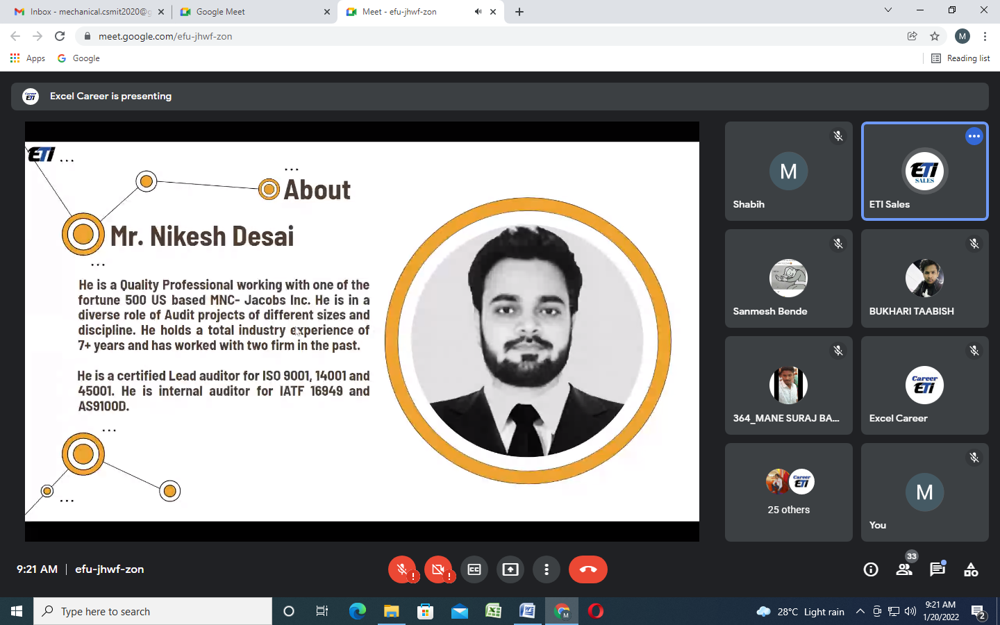 Inbox - mechanical.csmit2020@g
Google Meet
Meet - efu-jhwf-zon
meet.google.com/efu-jhwf-zon
M
Apps
Google
Reading list
Career
ETI
Excel Career is presenting
ETI
About
Mr. Nikesh Desai
He is a Quality Professional working with one of the
fortune 500 US based MNC- Jacobs Inc. He is in a
diverse role of Audit projects of different sizes and
discipline. He holds a total industry experience of
7+ years and has worked with two firm in the past.
He is a certified Lead auditor for ISO 9001, 14001 and
45001. He is internal auditor for IATF 16949 and
AS9100D.
M
Shabih
ETI
SALES
ETI Sales
Sanmesh Bende
BUKHARI TAABISH
364_MANE SURAJ BA...
Career
ETI
Excel Career
Career
ETI
25 others
M
You
9:21 AM | efu-jhwf-zon
CC
33
Type here to search
M
28°C Light rain
9:21 AM
1/20/2022
2